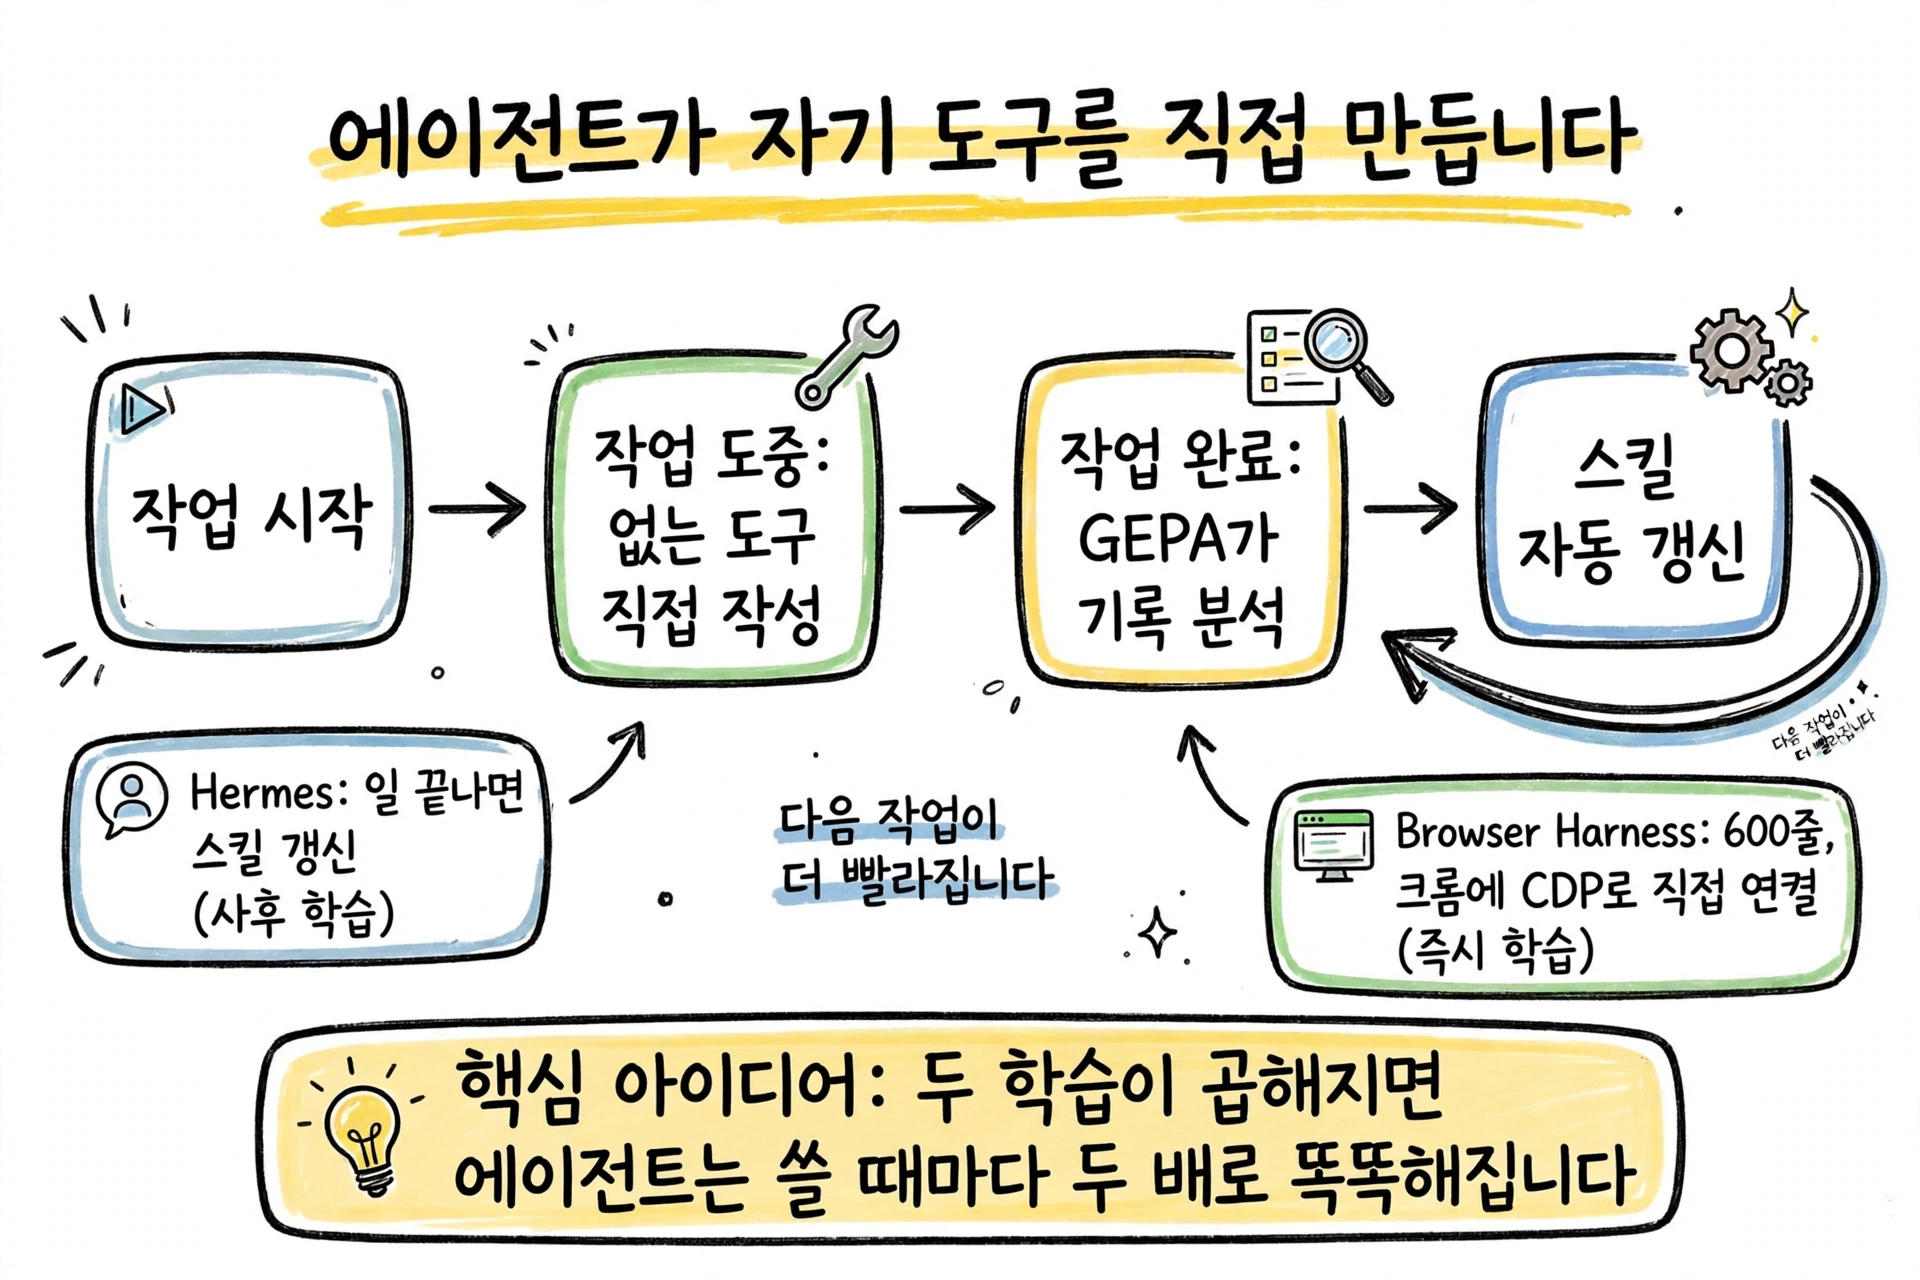 에이전트가 자기 도구를 직접 만듭니다
작업 시작
작업 도중:
없는 도구
직접 작성
작업 완료:
GEPA가
기록 분석
스킬
자동 갱신
다음 작업이
더 빨라집니다
Hermes: 일 끝나면
스킬 갱신
(사후 학습)
다음 작업이
더 빨라집니다
Browser Harness: 600줄,
크롬에 CDP로 직접 연결
(즉시 학습)
핵심 아이디어: 두 학습이 곱해지면
에이전트는 쓸 때마다 두 배로 똑똑해집니다